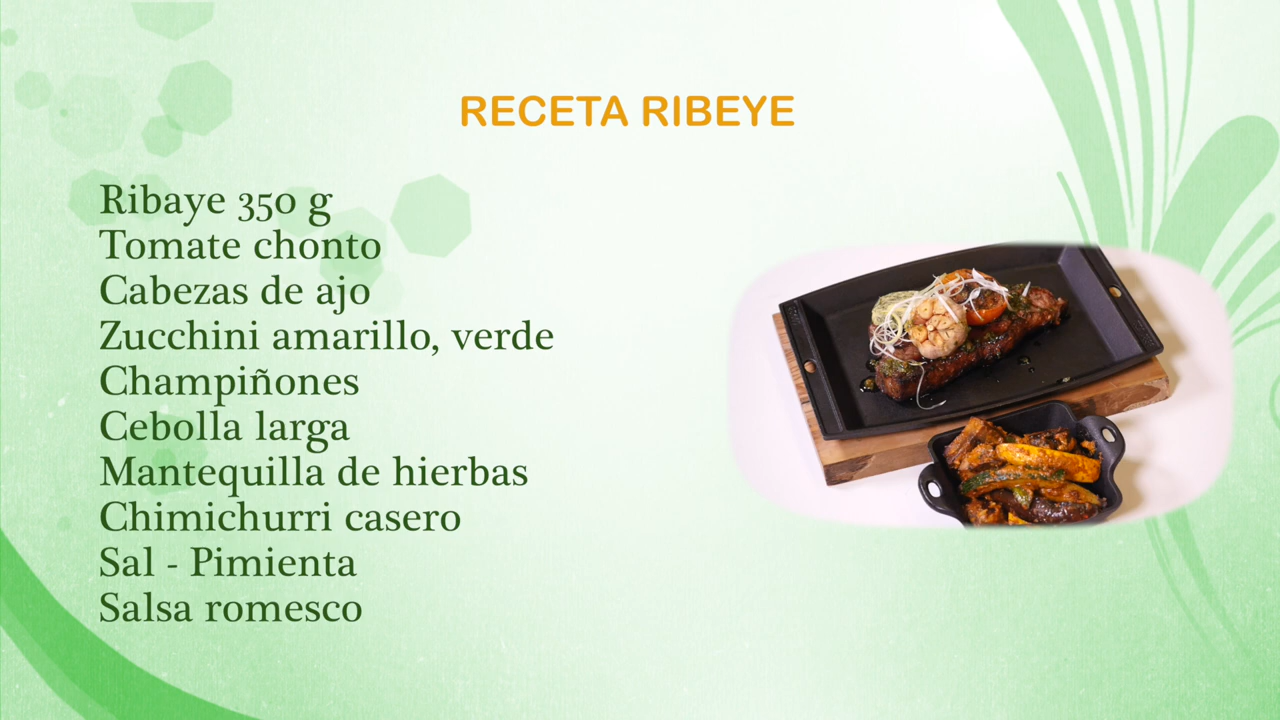 RECETA RIBEYE
Ribaye 350 g
Tomate chonto
Cabezas de ajo
Zucchini amarillo, verde
Champiñones
Cebolla larga
Mantequilla de hierbas
Chimichurri casero
Sal - Pimienta
Salsa romesco